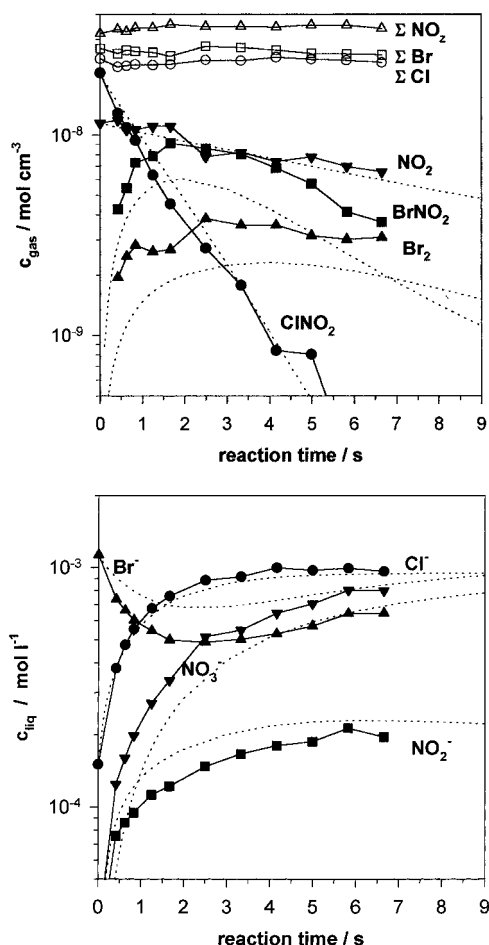 Σ NO₂
Σ Br
Σ Cl
10⁻⁸
NO₂
BrNO₂
Br₂
c_gas / mol cm⁻³
ClNO₂
10⁻⁹
0 1 2 3 4 5 6 7 8 9
reaction time / s
Br⁻
10⁻³
Cl⁻
c_liq / mol l⁻¹
NO₃⁻
NO₂⁻
10⁻⁴
0 1 2 3 4 5 6 7 8 9
reaction time / s